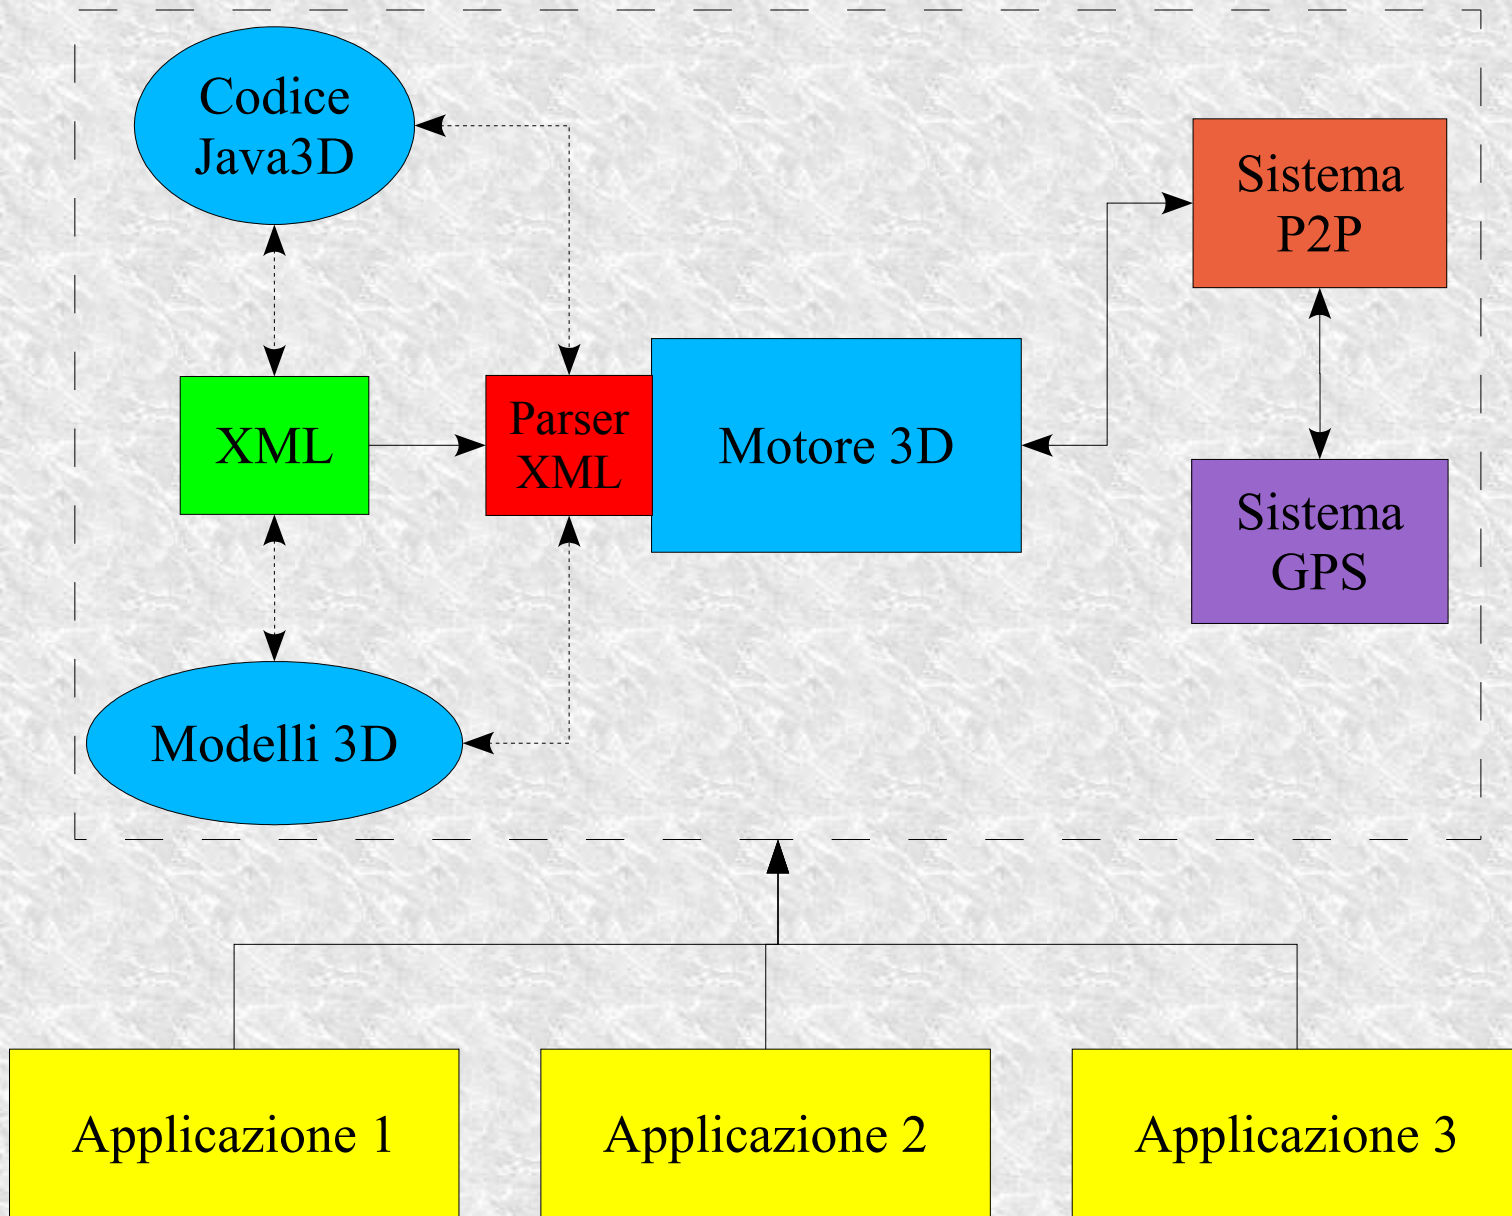 Codice
Java3D
Sistema
P2P
XML
Parser
XML
Motore 3D
Sistema
GPS
Modelli 3D
Applicazione 1
Applicazione 2
Applicazione 3